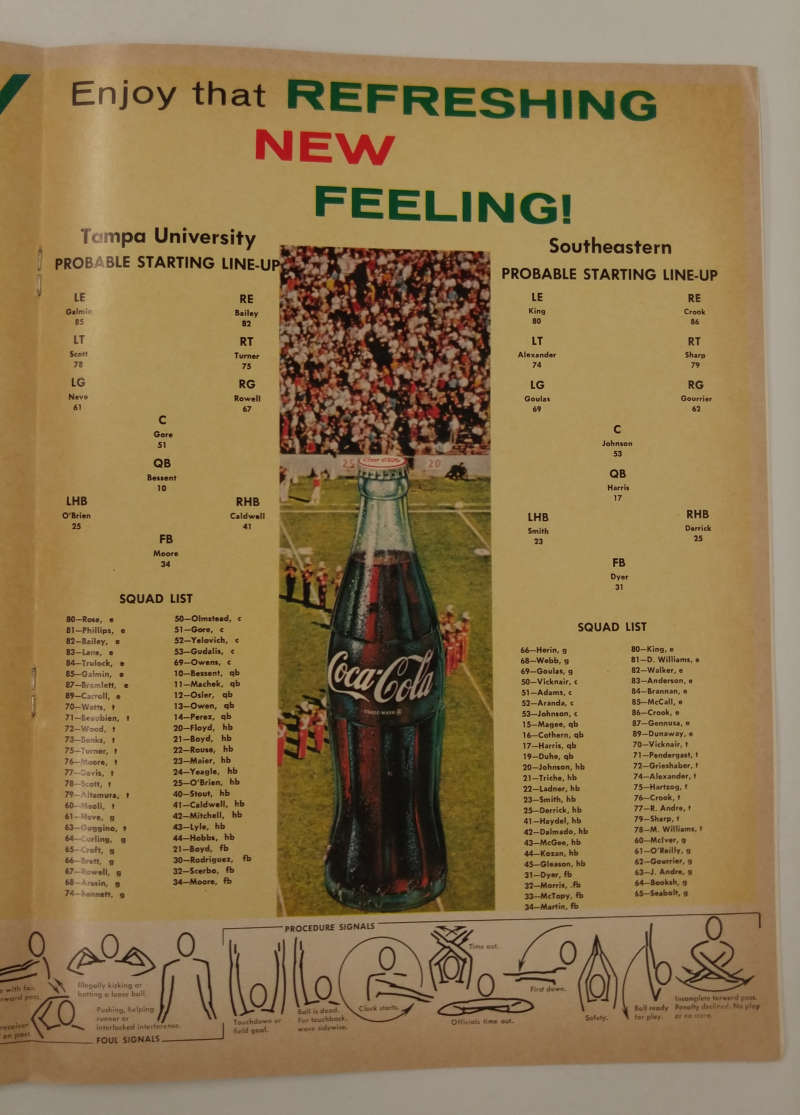 Enjoy that REFRESHING
NEW
FEELING!
Tampa University
PROBABLE STARTING LINE-UP
LE
Galmin
85
RE
Bailey
82
LT
Scott
78
RT
Turner
75
LG
Nevo
61
RG
Rowell
67
C
Gore
51
QB
Bessent
10
LHB
O'Brien
25
RHB
Caldwell
41
FB
Moore
34
SQUAD LIST
80—Rose, e
81—Phillips, e
82—Bailey, e
83—Lane, e
84—Trulock, e
85—Galmin, e
87—Bramlett, e
89—Carroll, e
70—Watts, t
71—Beaubien, t
72—Wood, t
73—Banks, t
75—Turner, t
76—Moore, t
77—Davis, t
78—Scott, t
79—Altamura, t
60—Meoli, t
61—Nave, g
63—Guggino, t
64—Curling, g
65—Croft, g
66—Brett, g
67—Rowell, g
68—g
74—Bennett, g
50—Olmstead, c
51—Gore, c
52—Yelovich, c
53—Gudalis, c
69—Owens, c
10—Bessent, qb
11—Machek, qb
12—Osler, qb
13—Owen, qb
14—Perez, qb
20—Floyd, hb
21—Boyd, hb
22—Rouse, hb
23—Maier, hb
24—Yeagle, hb
25—O'Brien, hb
40—Stout, hb
41—Caldwell, hb
42—Mitchell, hb
43—Lyle, hb
44—Hobbs, hb
21—Boyd, fb
30—Rodriguez, fb
32—Scerbo, fb
34—Moore, fb
25
20
Coca-Cola
TRADE-MARK ®
Southeastern
PROBABLE STARTING LINE-UP
LE
King
80
RE
Crook
86
LT
Alexander
74
RT
Sharp
79
LG
Goulas
69
RG
Gourrier
62
C
Johnson
53
QB
Harris
17
LHB
Smith
23
RHB
Derrick
25
FB
Dyer
31
SQUAD LIST
66—Herin, g
68—Webb, g
69—Goulas, g
50—Vicknair, c
51—Adams, c
52—Aranda, c
53—Johnson, c
15—Magee, qb
16—Cothern, qb
17—Harris, qb
19—Duhe, qb
20—Johnson, hb
21—Triche, hb
22—Ladner, hb
23—Smith, hb
25—Derrick, hb
41—Haydel, hb
42—Dalmado, hb
43—McGee, hb
44—Kozan, hb
45—Gleason, hb
31—Dyer, fb
32—Morris, fb
33—McTopy, fb
34—Martin, fb
80—King, e
81—D. Williams, e
82—Walker, e
83—Anderson, e
84—Brannan, e
85—McCall, e
86—Crook, e
87—Gennusa, e
89—Dunaway, e
70—Vicknair, t
71—Pendergast, t
72—Grieshaber, t
74—Alexander, t
75—Hartzog, t
76—Crook, t
77—R. Andre, t
79—Sharp, t
78—M. Williams, t
60—McIver, g
61—O'Reilly, g
62—Gourrier, g
63—J. Andre, g
64—Booksh, g
65—Seabolt, g
PROCEDURE SIGNALS
with foul
forward pass.
receiver
on pass.
Illegally kicking or
batting a loose ball.
Pushing, helping
runner or
interlocked interference.
FOUL SIGNALS
Touchdown or
field goal.
Ball is dead.
For touchback,
wave sidewise.
Clock starts.
Time out.
Officials time out.
First down.
Safety.
Ball ready
for play.
Incomplete forward pass.
Penalty declined. No play
or no score.